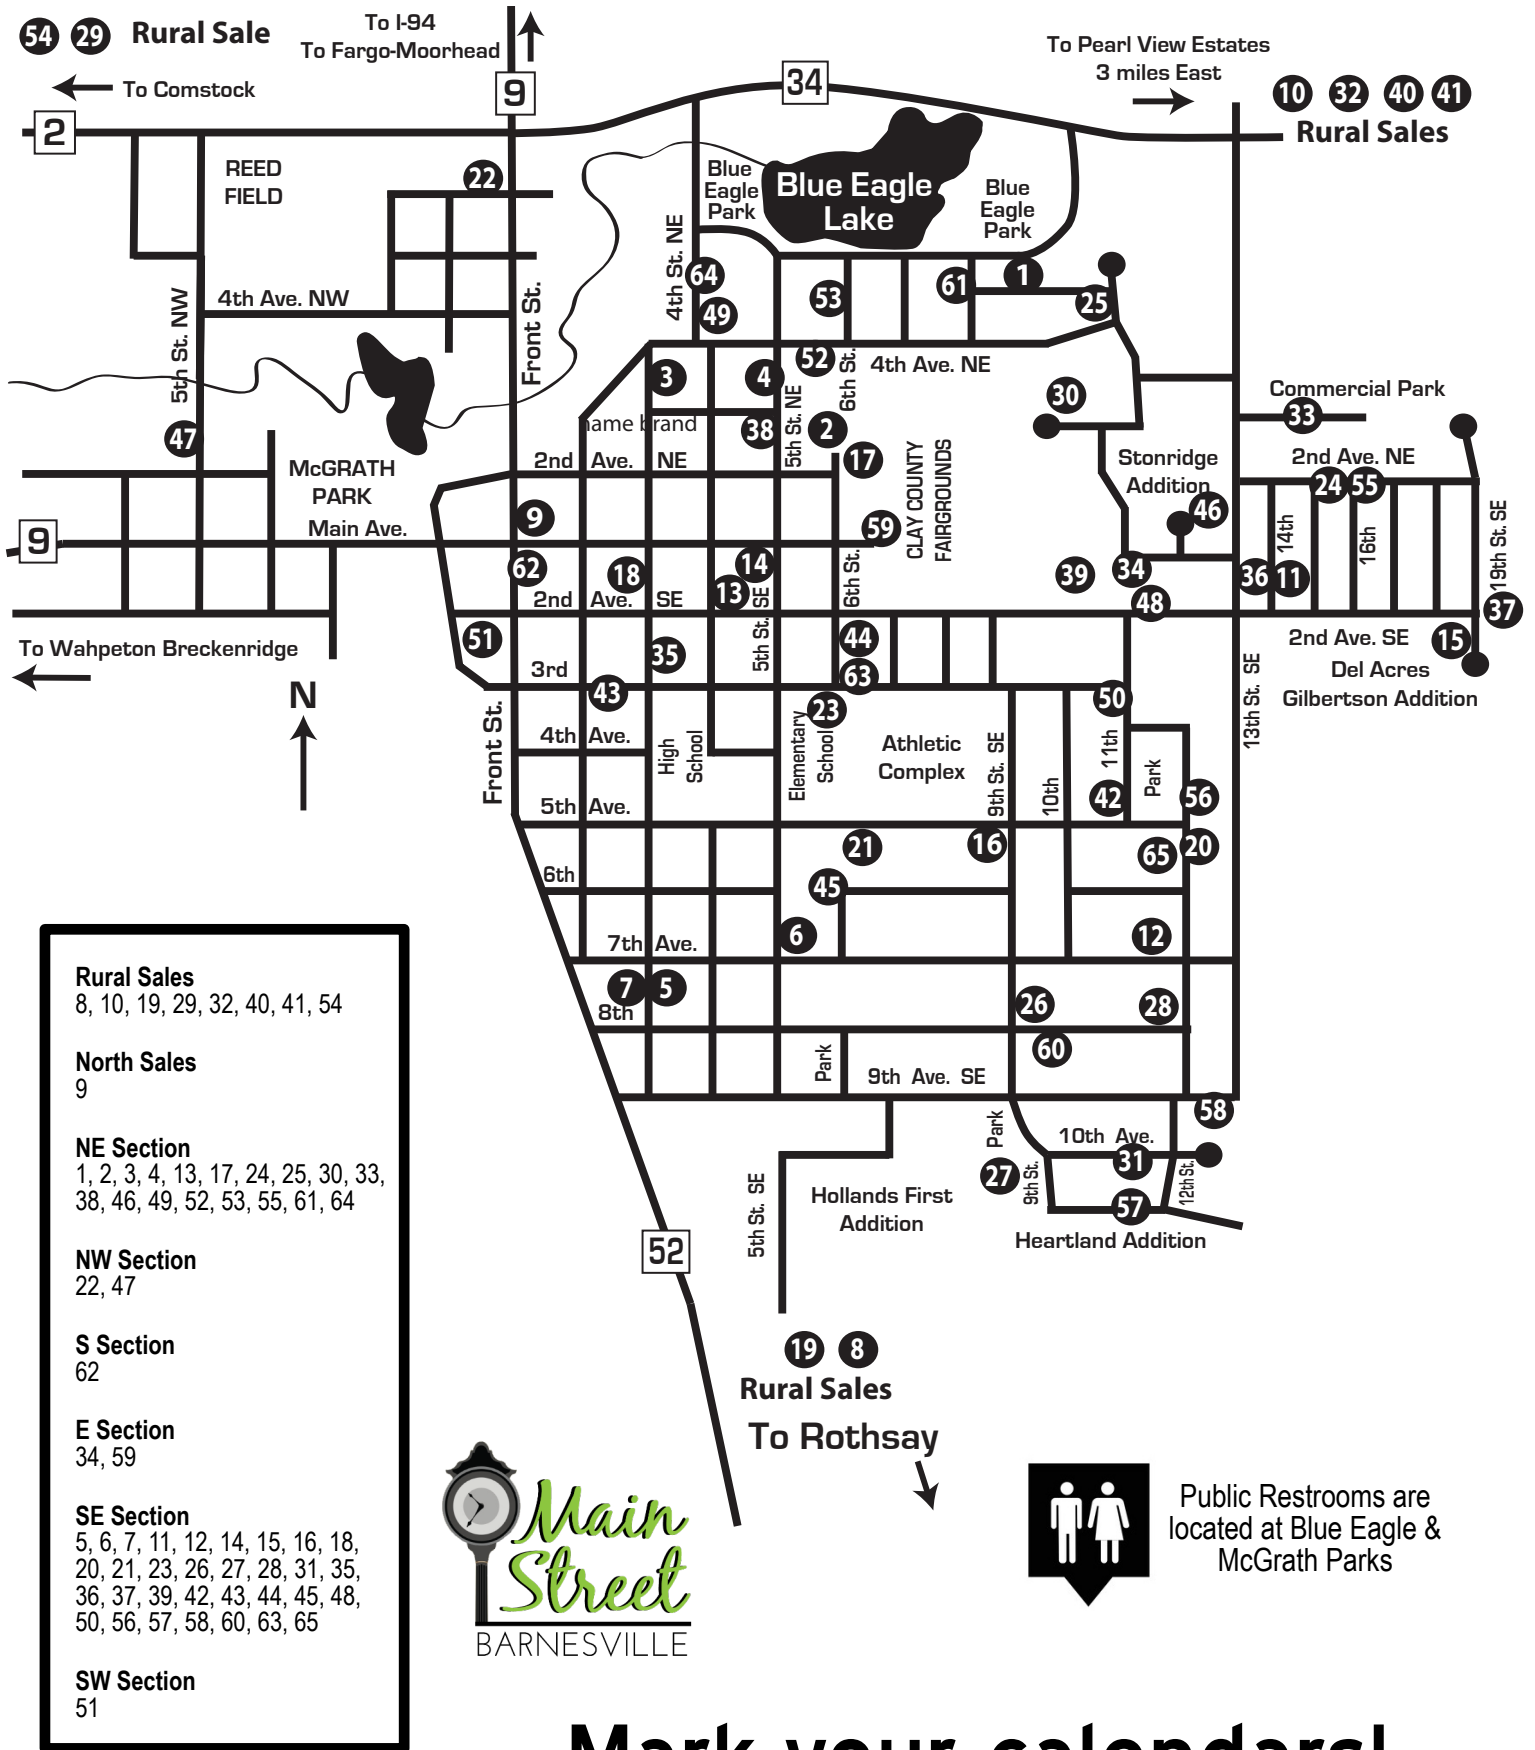 54 29 Rural Sale
To I-94
To Fargo-Moorhead
To Comstock
9
34
2
To Pearl View Estates
3 miles East
10 32 40 41
Rural Sales
REED
FIELD
22
Blue
Eagle
Park
Blue Eagle
Lake
Blue
Eagle
Park
4th St. NE
64
49
53
61
1
25
5th St. NW
4th Ave. NW
Front St.
3
4
52
6th St.
4th Ave. NE
30
Commercial Park
33
name brand
38
5th St. NE
2
17
47
McGRATH
PARK
2nd Ave. NE
CLAY COUNTY
FAIRGROUNDS
Stonridge
Addition
46
2nd Ave. NE
24 55
14th
16th
19th St. SE
9
Main Ave.
9
59
62
18
14
13
2nd Ave. SE
5th St. SE
6th St.
39
34
48
36
11
37
To Wahpeton Breckenridge
51
35
44
63
2nd Ave. SE
15
Del Acres
Gilbertson Addition
13th St. SE
N
3rd
43
23
50
Front St.
4th Ave.
High
School
Elementary
School
Athletic
Complex
9th St. SE
10th
11th
Park
42
56
5th Ave.
21
16
65
20
6th
45
6
12
7th Ave.
7
5
8th
26
28
60
Park
9th Ave. SE
58
Park
10th Ave.
31
27
9th St.
12th St.
57
Heartland Addition
5th St. SE
Hollands First
Addition
52
19 8
Rural Sales
To Rothsay
Rural Sales
8, 10, 19, 29, 32, 40, 41, 54
North Sales
9
NE Section
1, 2, 3, 4, 13, 17, 24, 25, 30, 33,
38, 46, 49, 52, 53, 55, 61, 64
NW Section
22, 47
S Section
62
E Section
34, 59
SE Section
5, 6, 7, 11, 12, 14, 15, 16, 18,
20, 21, 23, 26, 27, 28, 31, 35,
36, 37, 39, 42, 43, 44, 45, 48,
50, 56, 57, 58, 60, 63, 65
SW Section
51
Main
Street
BARNESVILLE
Public Restrooms are
located at Blue Eagle &
McGrath Parks
Mark your calendars!